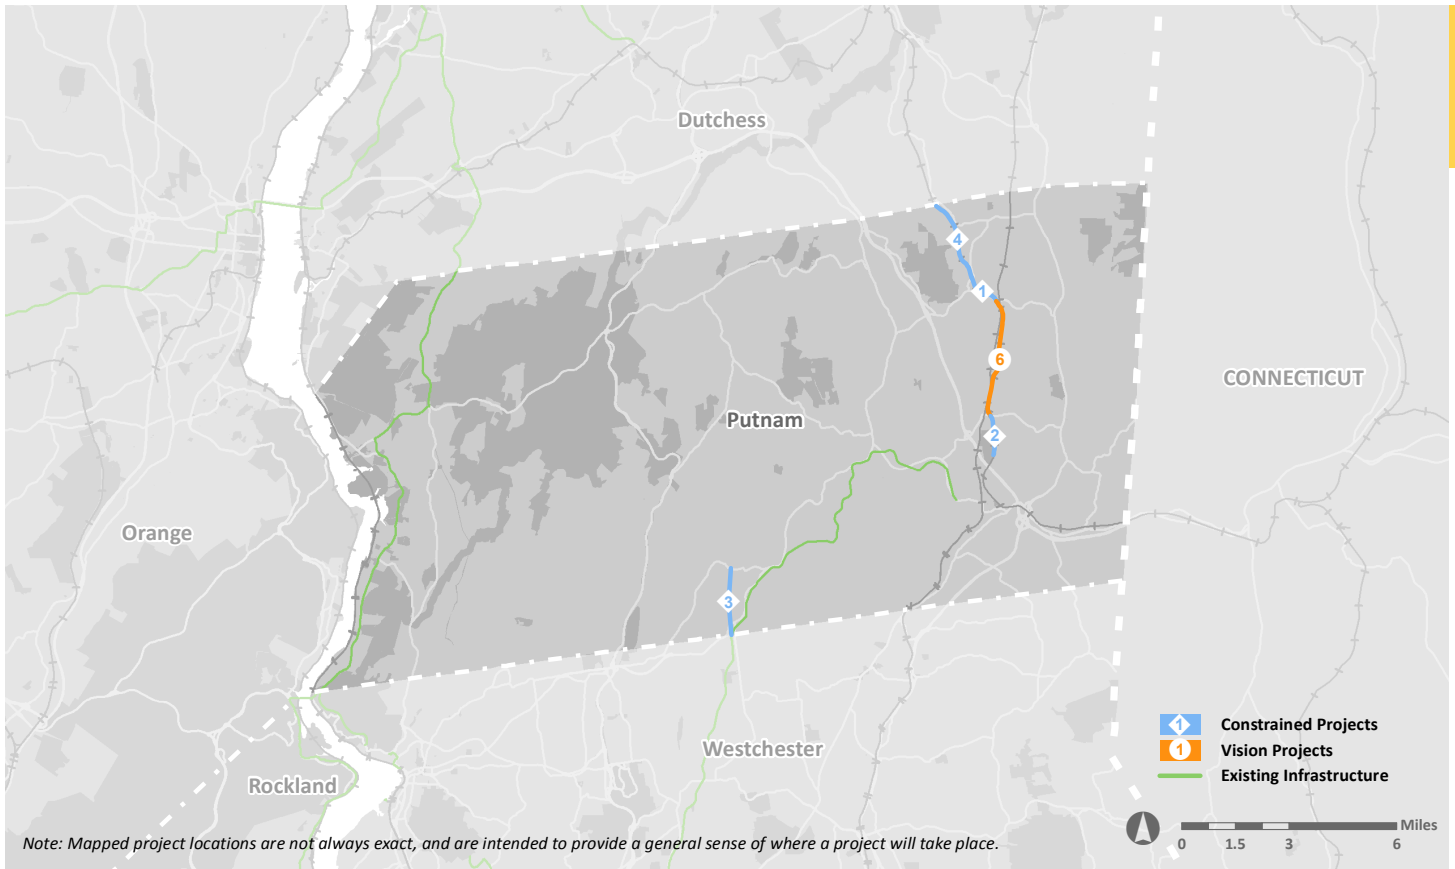 Dutchess
4
1
6
CONNECTICUT
Putnam
2
Orange
3
1 Constrained Projects
Westchester
1 Vision Projects
Existing Infrastructure
Rockland
Miles
Note: Mapped project locations are not always exact, and are intended to provide a general sense of where a project will take place.
0 1.5 3 6